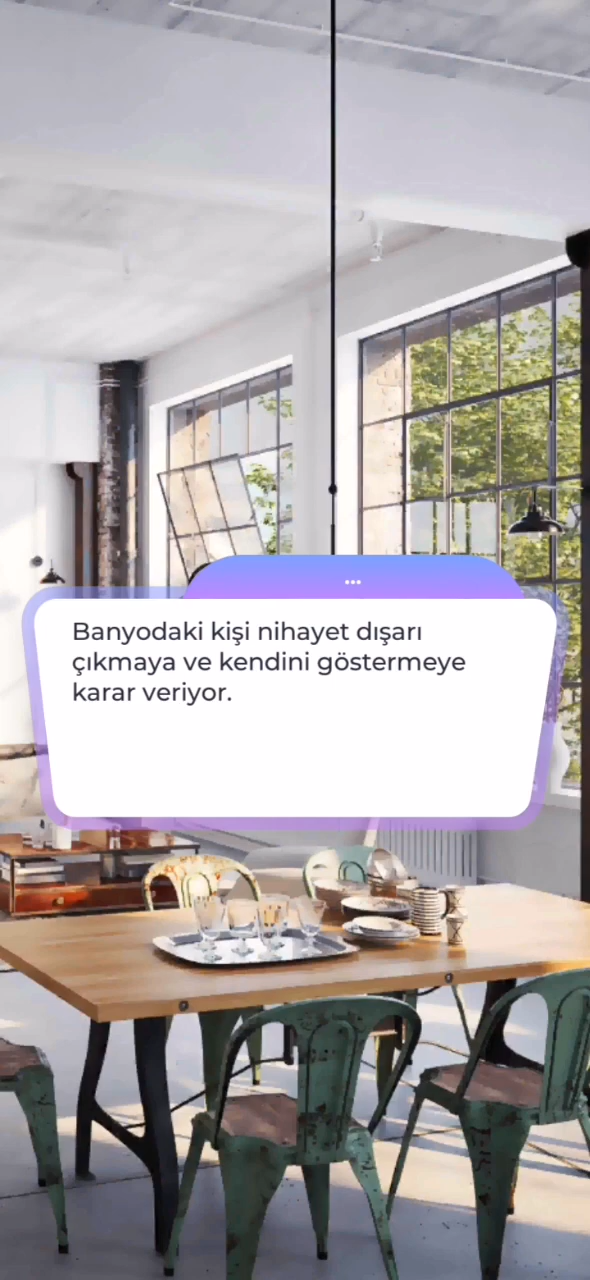 ...
Banyodaki kişi nihayet dışarı
çıkmaya ve kendini göstermeye
karar veriyor.